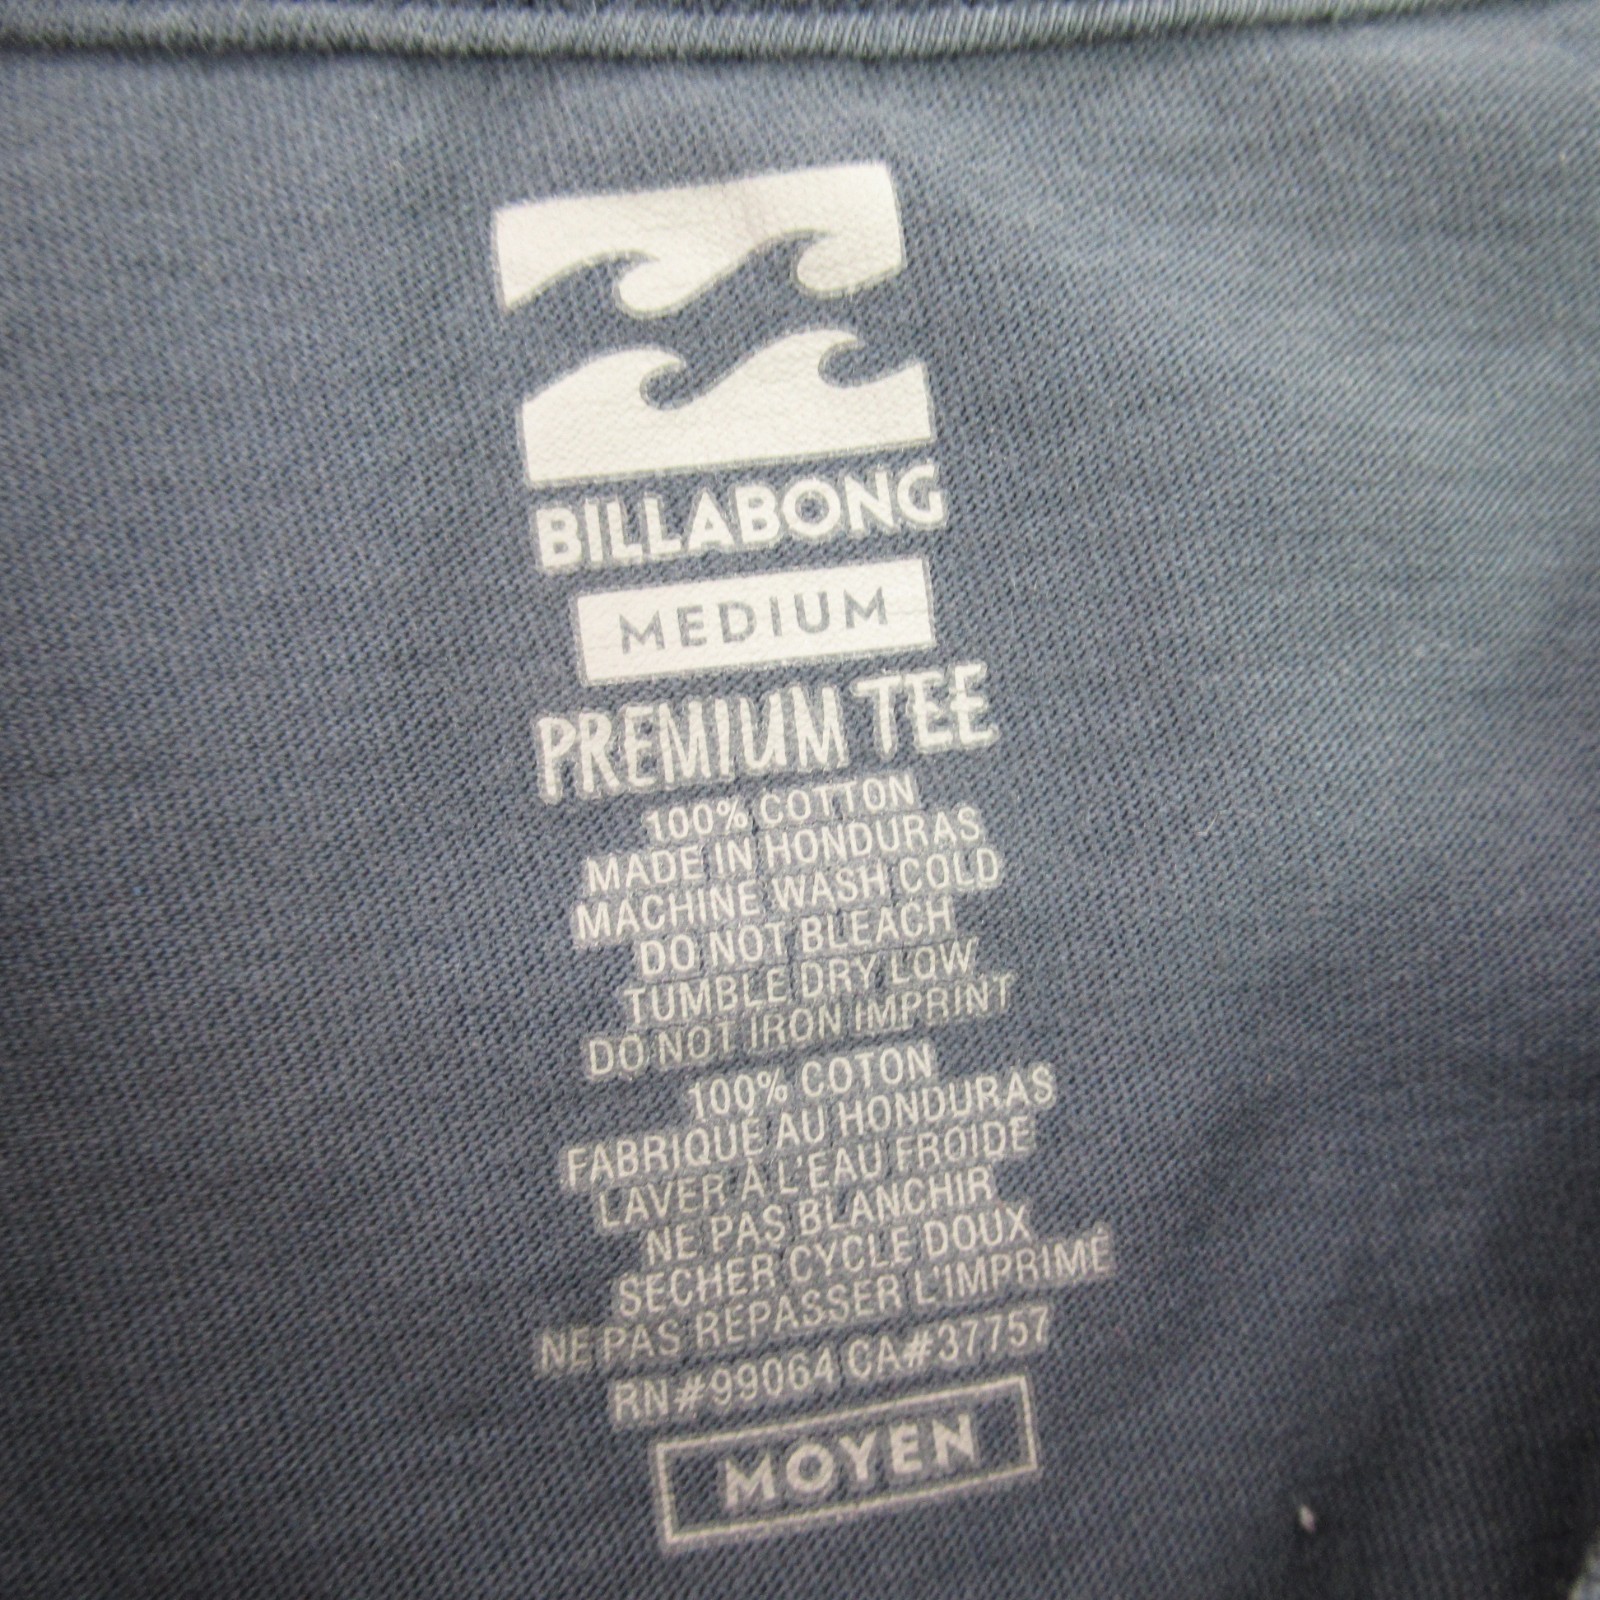 BILLABONG
MEDIUM
PREMIUM TEE
100% COTTON
MADE IN HONDURAS
MACHINE WASH COLD
DO NOT BLEACH
TUMBLE DRY LOW
DO NOT IRON IMPRINT
100% COTON
FABRIQUÉ AU HONDURAS
LAVER À L'EAU FROIDE
NE PAS BLANCHIR
SECHER CYCLE DOUX
NE PAS REPASSER L'IMPRIMÉ
RN#99064 CA#37757
MOYEN